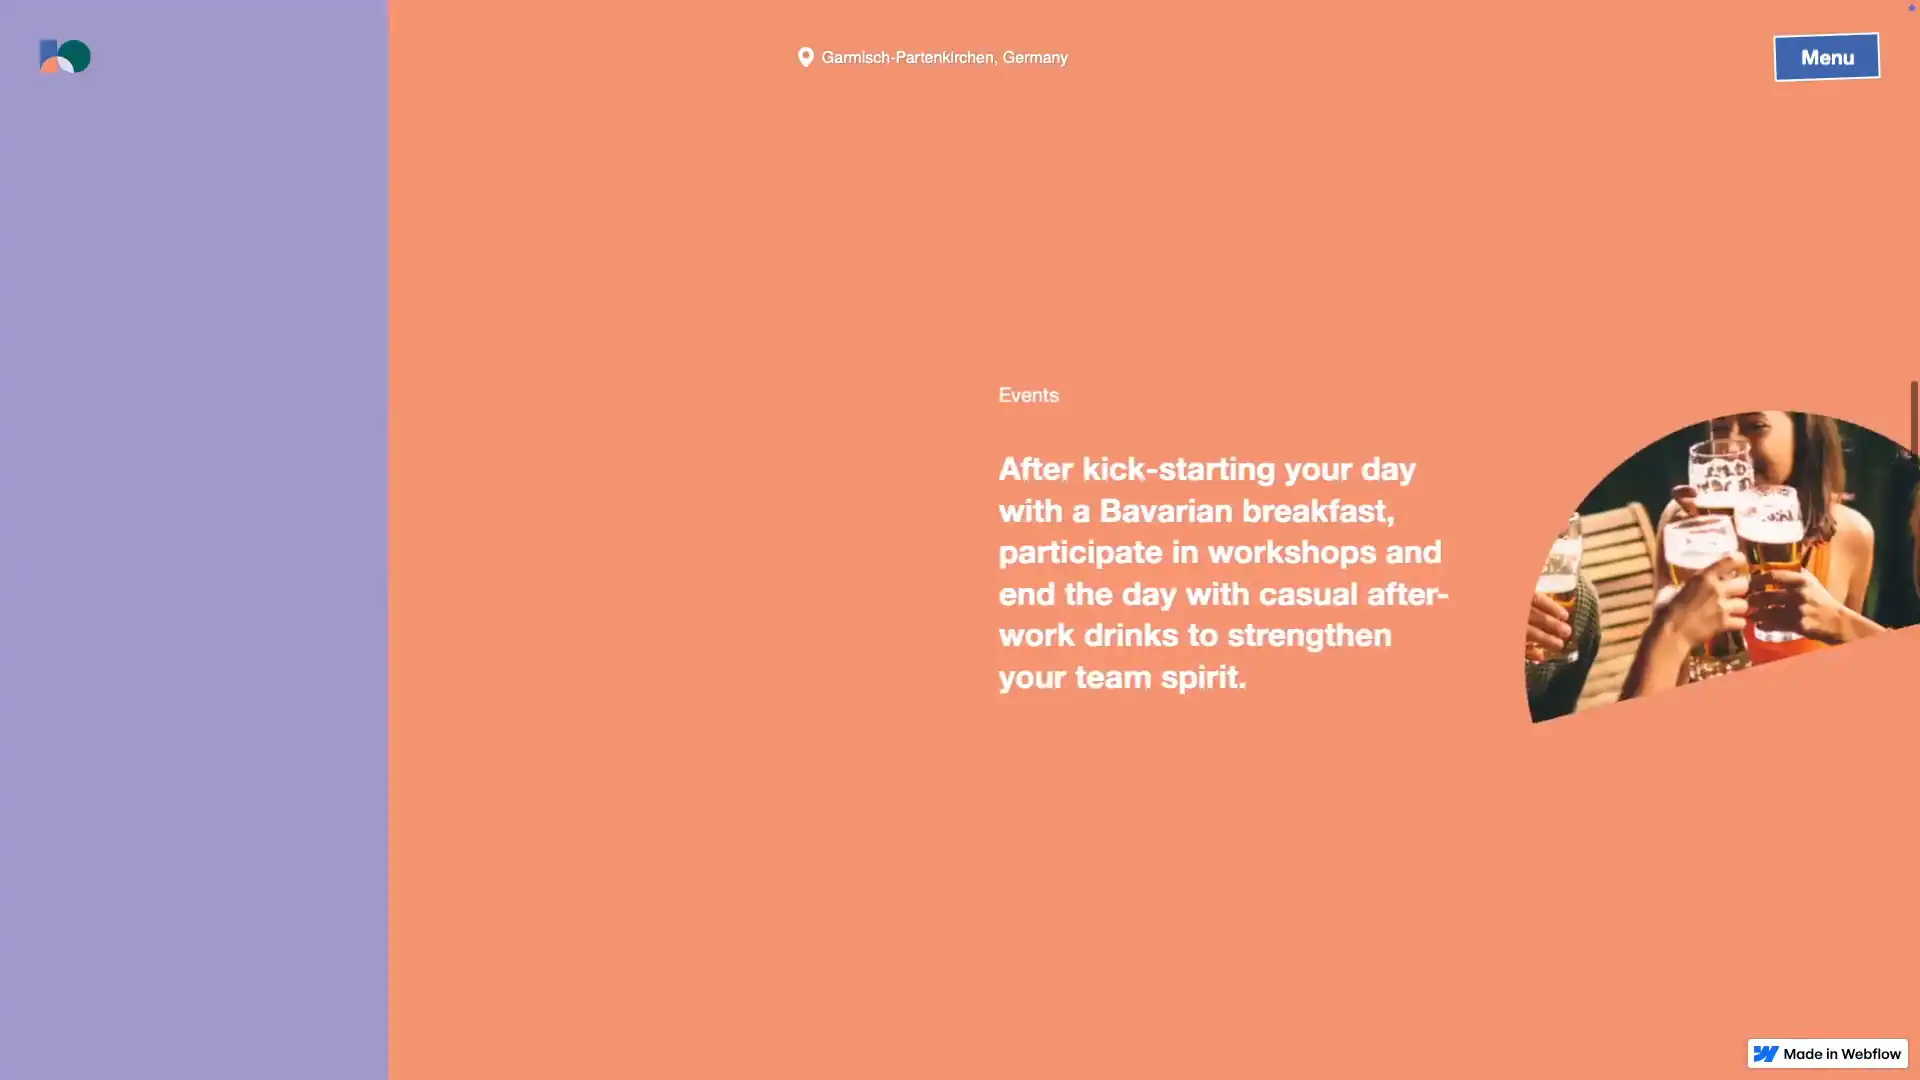 Garmisch-Partenkirchen, Germany
Menu
Events
After kick-starting your day
with a Bavarian breakfast,
participate in workshops and
end the day with casual after-
work drinks to strengthen
your team spirit.
Made in Webflow